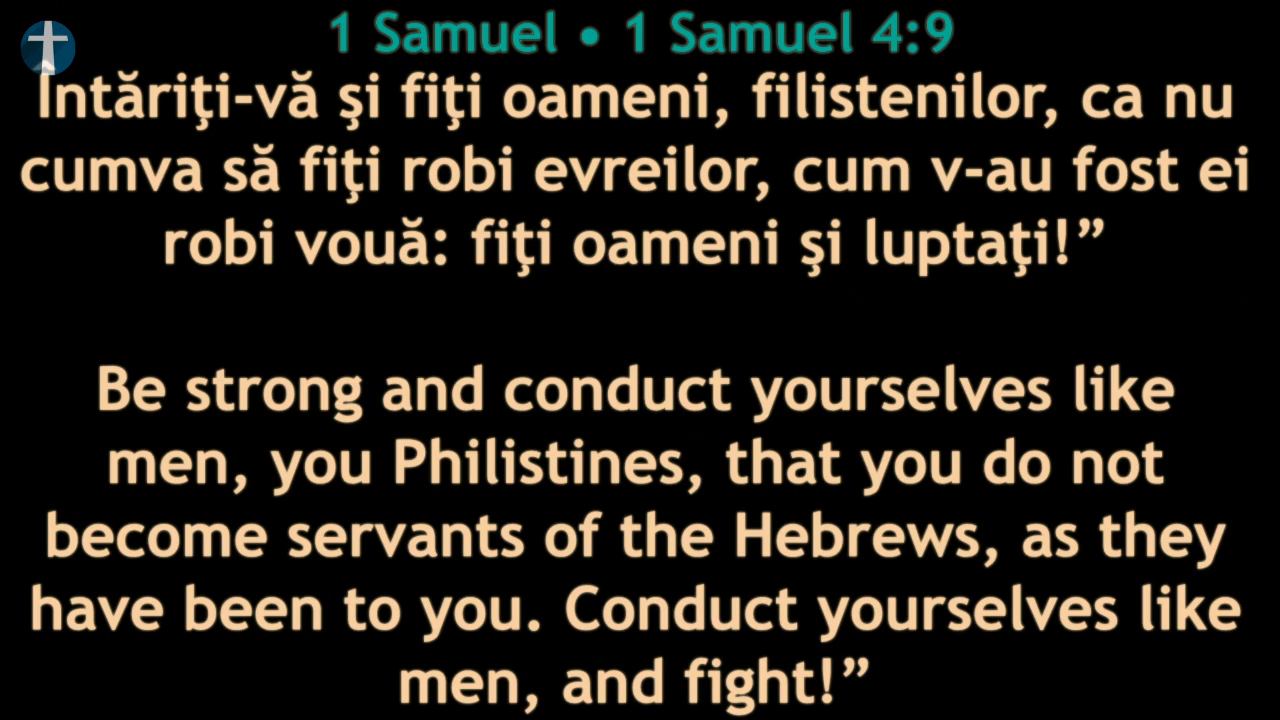 1 Samuel • 1 Samuel 4:9
Întăriţi-vă şi fiţi oameni, filistenilor, ca nu
cumva să fiţi robi evreilor, cum v-au fost ei
robi vouă: fiţi oameni şi luptaţi!”
Be strong and conduct yourselves like
men, you Philistines, that you do not
become servants of the Hebrews, as they
have been to you. Conduct yourselves like
men, and fight!”